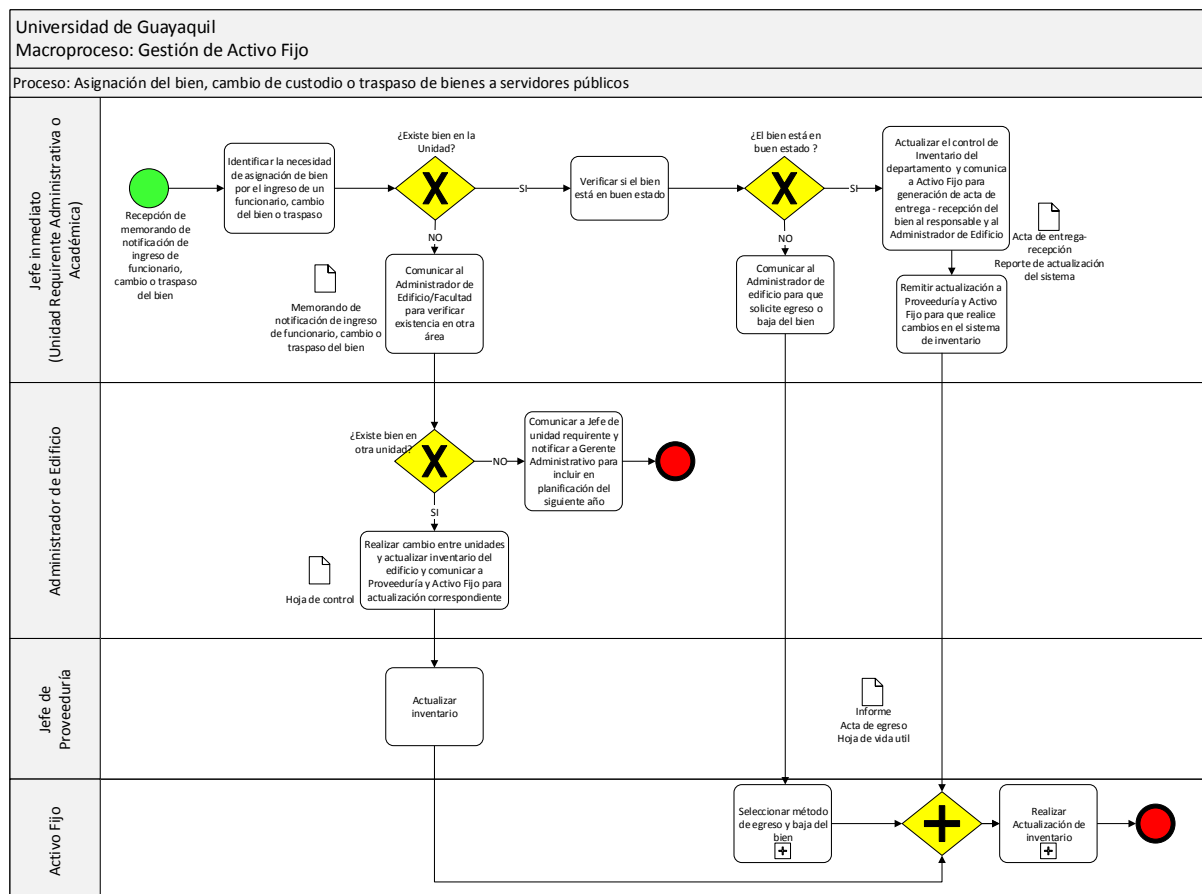 Universidad de Guayaquil
Macroproceso: Gestión de Activo Fijo
Proceso: Asignación del bien, cambio de custodio o traspaso de bienes a servidores públicos
Jefe inmediato
(Unidad Requirente Administrativa o
Académica)
Recepción de
memorando de
notificación de
ingreso de
funcionario,
cambio o traspaso
del bien
Identificar la necesidad
de asignación de bien
por el ingreso de un
funcionario, cambio
del bien o traspaso
¿Existe bien en la
Unidad?
SI
NO
Verificar si el bien
está en buen estado
¿El bien está en
buen estado ?
SI
NO
Actualizar el control de
Inventario del
departamento y comunica
a Activo Fijo para
generación de acta de
entrega - recepción del
bien al responsable y al
Administrador de Edificio
Acta de entrega-
recepción
Reporte de actualización
del sistema
Memorando de
notificación de ingreso
de funcionario, cambio o
traspaso del bien
Comunicar al
Administrador de
Edificio/Facultad
para verificar
existencia en otra
área
Comunicar al
Administrador de
edificio para que
solicite egreso o
baja del bien
Remitir actualización a
Proveeduría y Activo
Fijo para que realice
cambios en el sistema
de inventario
Administrador de Edificio
¿Existe bien en
otra unidad?
NO
SI
Comunicar a Jefe de
unidad requirente y
notificar a Gerente
Administrativo para
incluir en
planificación del
siguiente año
Hoja de control
Realizar cambio entre unidades
y actualizar inventario del
edificio y comunicar a
Proveeduría y Activo Fijo para
actualización correspondiente
Jefe de
Proveeduría
Actualizar
inventario
Informe
Acta de egreso
Hoja de vida util
Activo Fijo
Seleccionar método
de egreso y baja del
bien
Realizar
Actualización de
inventario